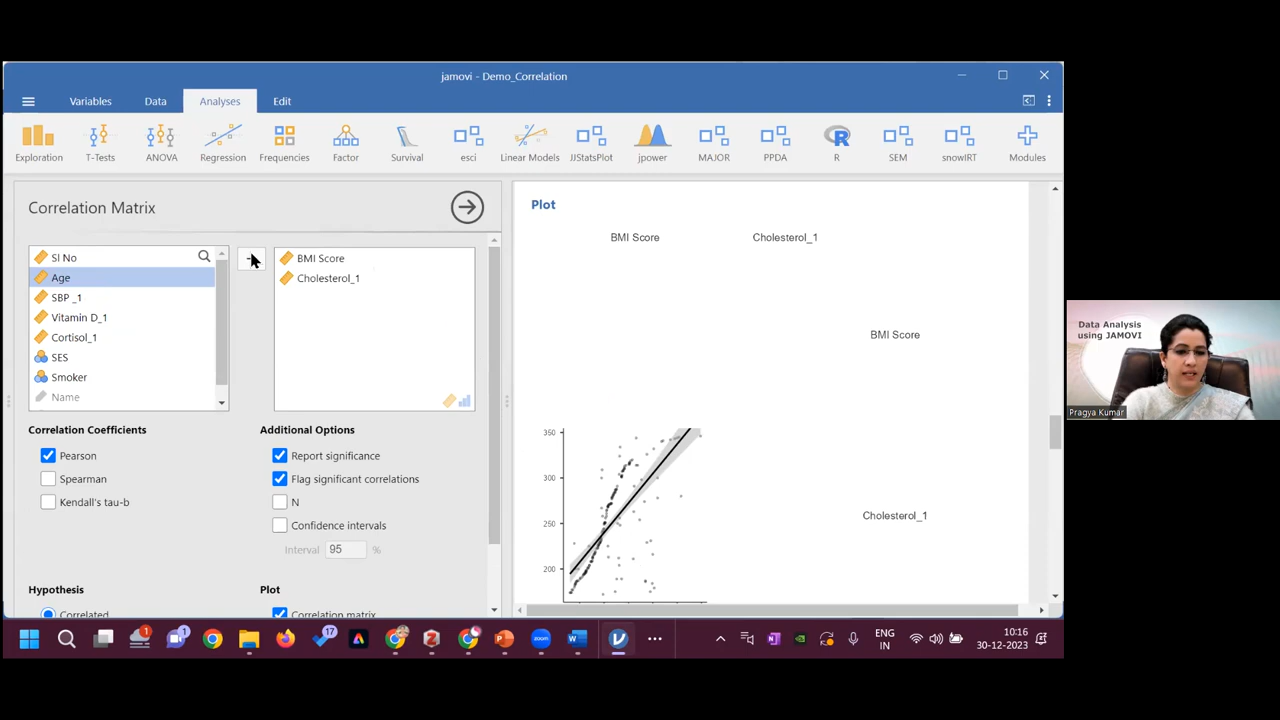 jamovi - Demo_Correlation
Variables
Data
Analyses
Edit
Exploration
T-Tests
ANOVA
Regression
Frequencies
Factor
Survival
esci
Linear Models
JJStatsPlot
jpower
MAJOR
PPDA
R
SEM
snowIRT
Modules
Correlation Matrix
Sl No
Age
SBP _1
Vitamin D_1
Cortisol_1
SES
Smoker
Name
BMI Score
Cholesterol_1
Correlation Coefficients
Pearson
Spearman
Kendall's tau-b
Additional Options
Report significance
Flag significant correlations
N
Confidence intervals
Interval 95 %
Hypothesis
Correlated
Plot
Correlation matrix
Plot
BMI Score
Cholesterol_1
BMI Score
Cholesterol_1
350
300
250
200
Data Analysis
using JAMOVI
Pragya Kumar
1
1
17
ENG
IN
10:16
30-12-2023